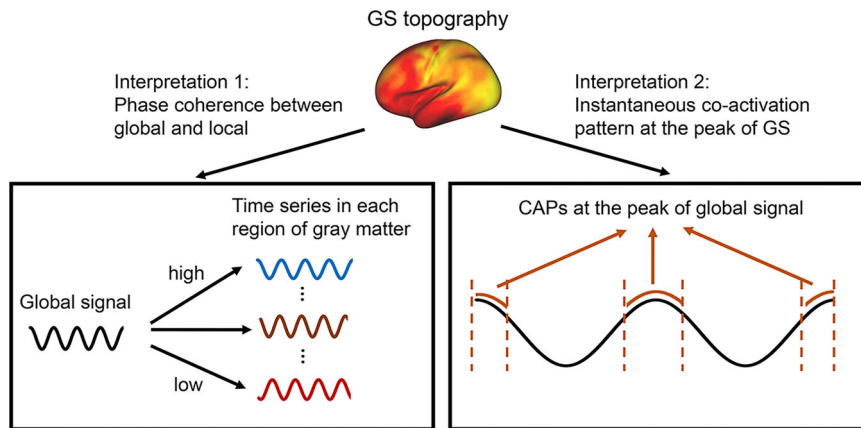 GS topography
Interpretation 1:
Phase coherence between
global and local
Interpretation 2:
Instantaneous co-activation
pattern at the peak of GS
Time series in each
region of gray matter
high
Global signal
low
...
...
CAPs at the peak of global signal